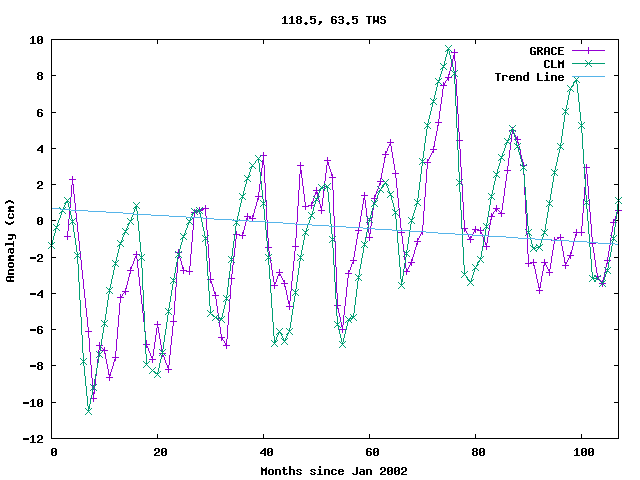 118.5, 63.5 TWS
GRACE
CLM
Trend Line
10
8
6
4
2
0
-2
-4
-6
-8
-10
-12
Anomaly (cm)
0 20 40 60 80 100
Months since Jan 2002